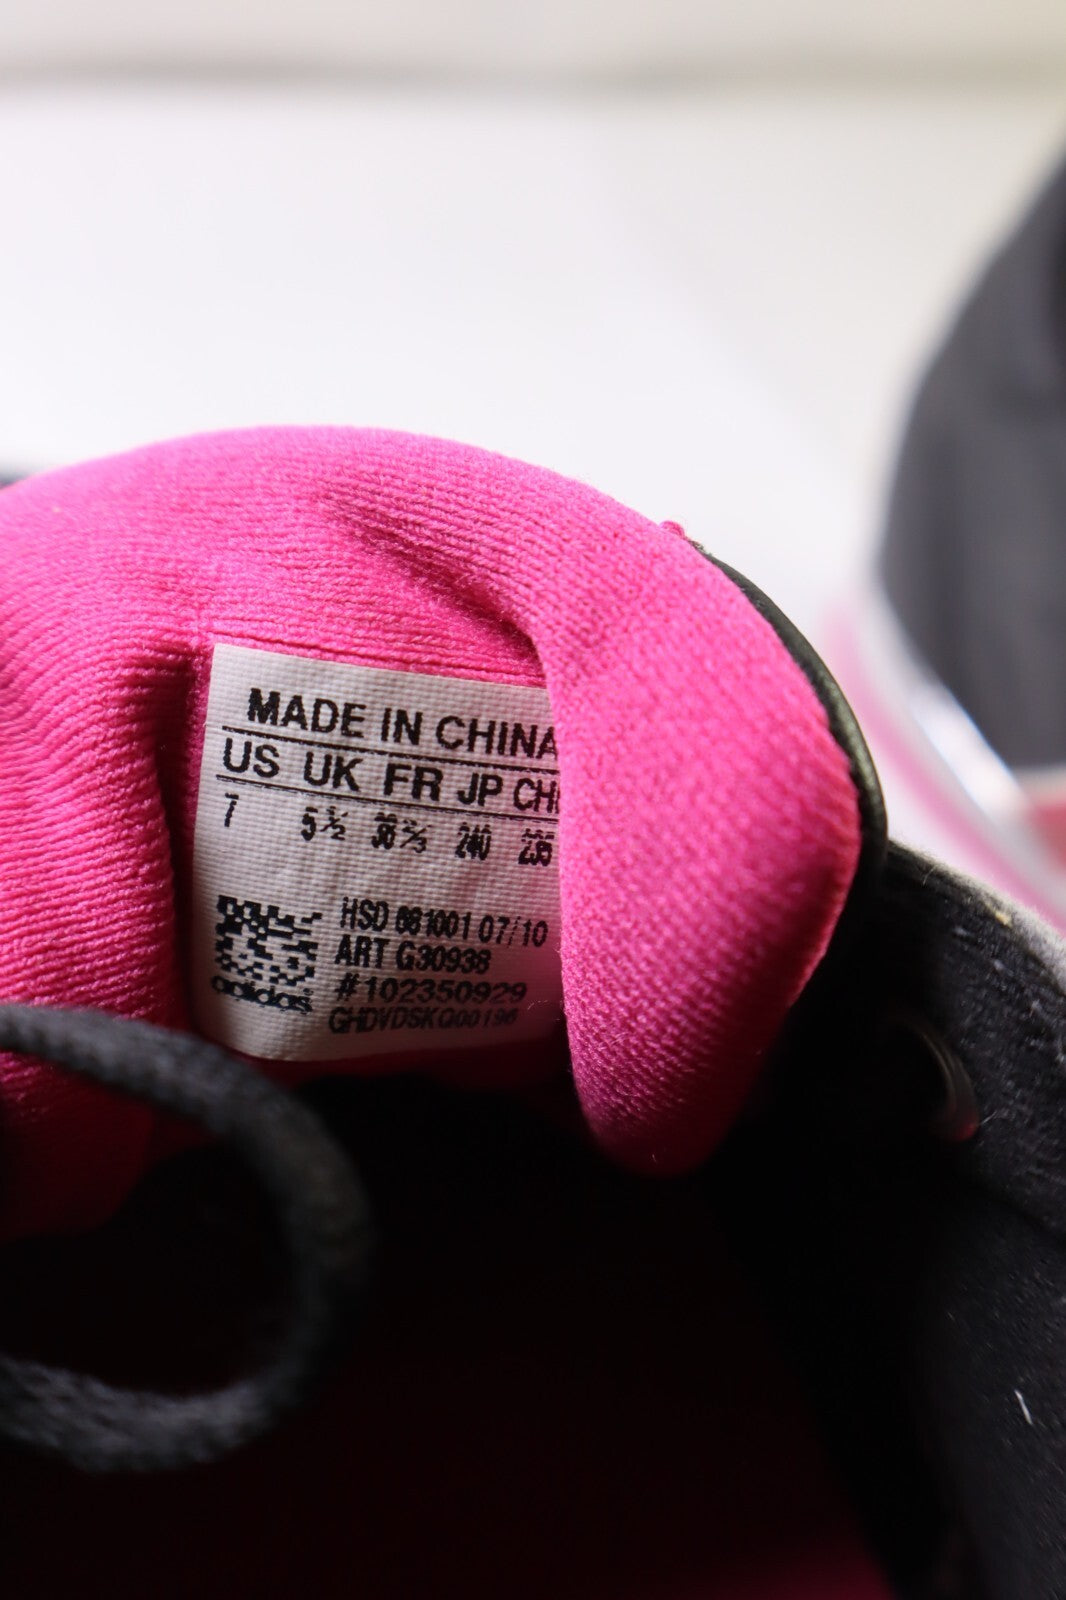 MADE IN CHINA
US UK FR JP CH
7 5½ 38⅔ 240 235
HSD 681001 07/10
ART G30938
adidas #102350929
GHDVDSKQ00196